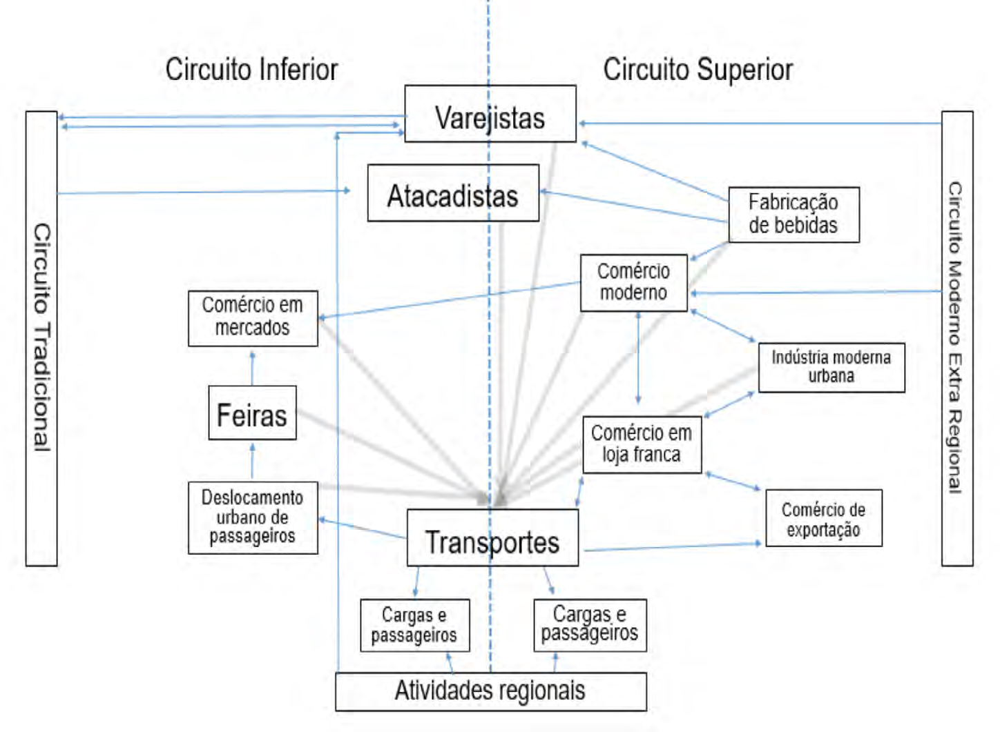 Circuito Inferior
Circuito Superior
Varejistas
Atacadistas
Fabricação
de bebidas
Comércio
moderno
Comércio em
mercados
Indústria moderna
urbana
Feiras
Comércio em
loja franca
Deslocamento
urbano de
passageiros
Comércio de
exportação
Transportes
Cargas e
passageiros
Cargas e
passageiros
Atividades regionais
Circuito Tradicional
Circuito Moderno Extra Regional